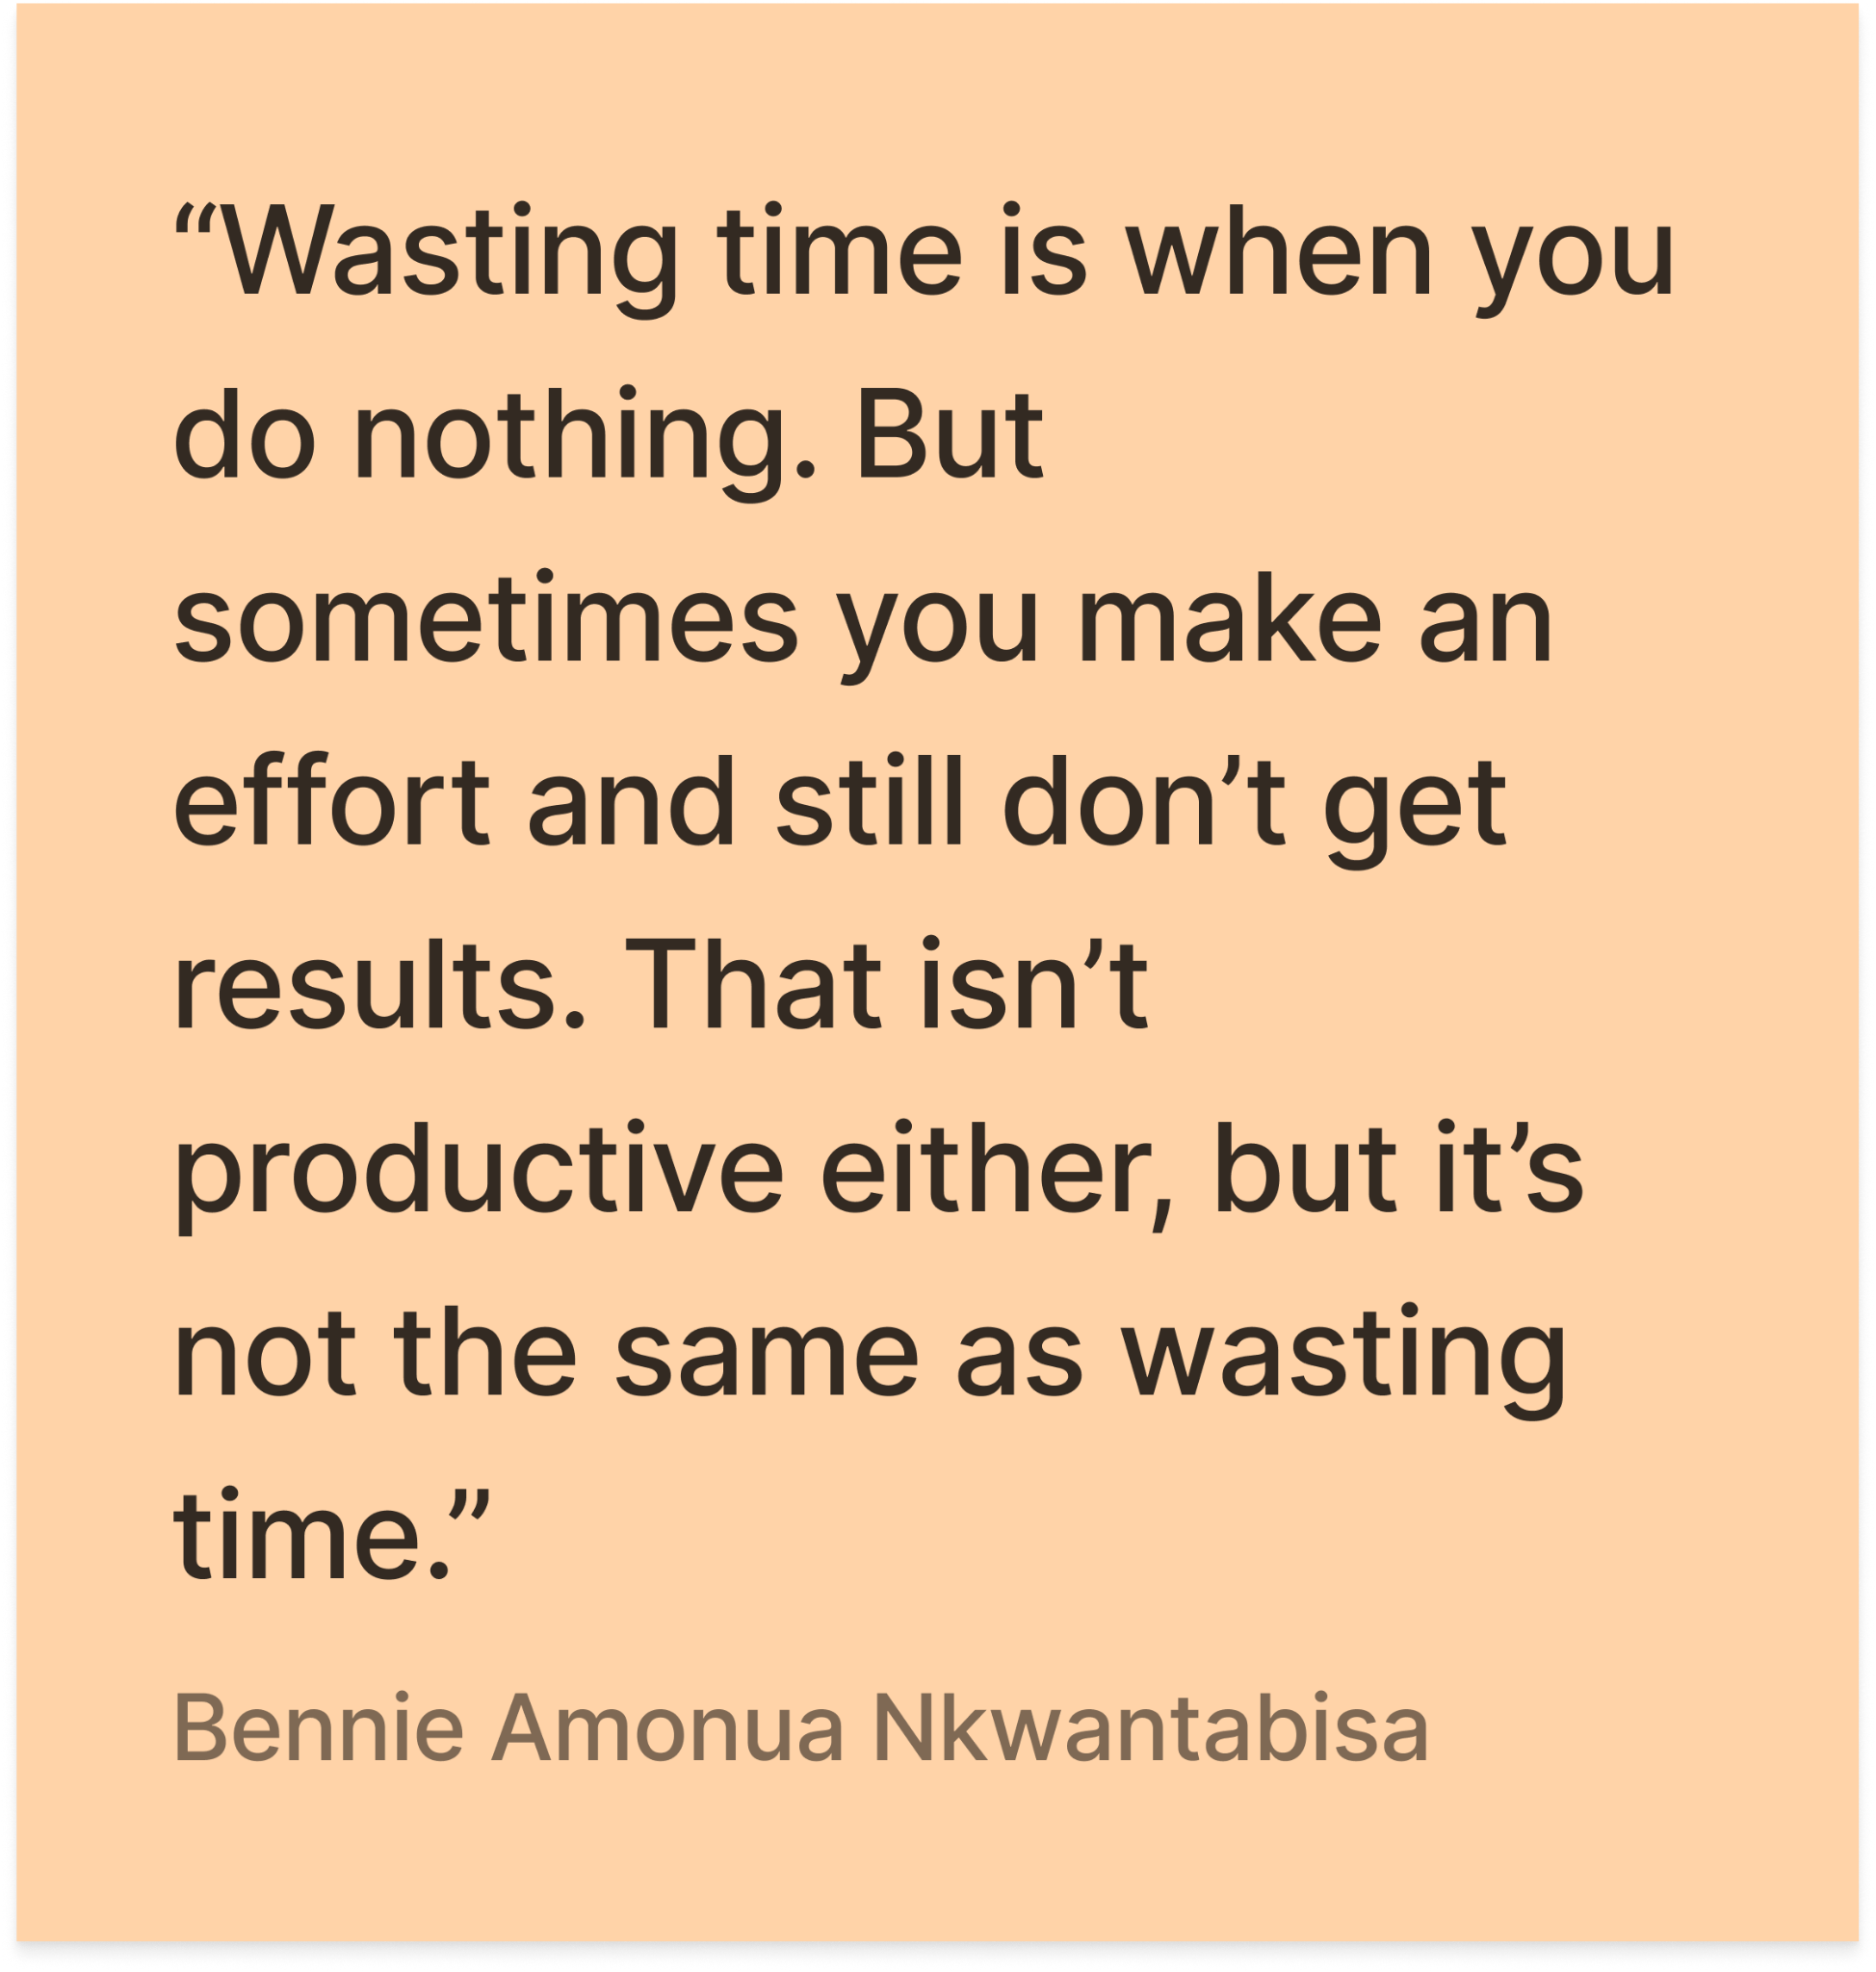 “Wasting time is when you
do nothing. But
sometimes you make an
effort and still don’t get
results. That isn’t
productive either, but it’s
not the same as wasting
time.”
Bennie Amonua Nkwantabisa